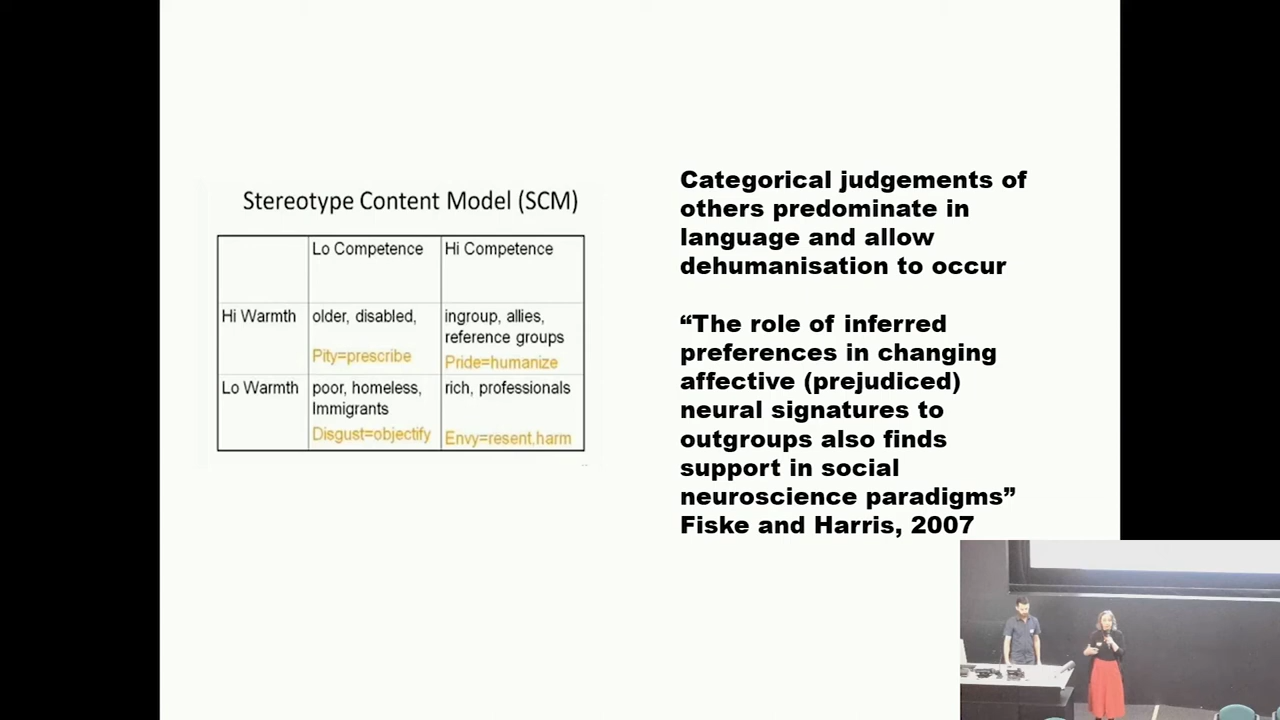 Stereotype Content Model (SCM)
Lo Competence Hi Competence
Hi Warmth older, disabled, ingroup, allies,
reference groups
Pity=prescribe Pride=humanize
Lo Warmth poor, homeless, rich, professionals
Immigrants
Disgust=objectify Envy=resent,harm
Categorical judgements of
others predominate in
language and allow
dehumanisation to occur
“The role of inferred
preferences in changing
affective (prejudiced)
neural signatures to
outgroups also finds
support in social
neuroscience paradigms”
Fiske and Harris, 2007